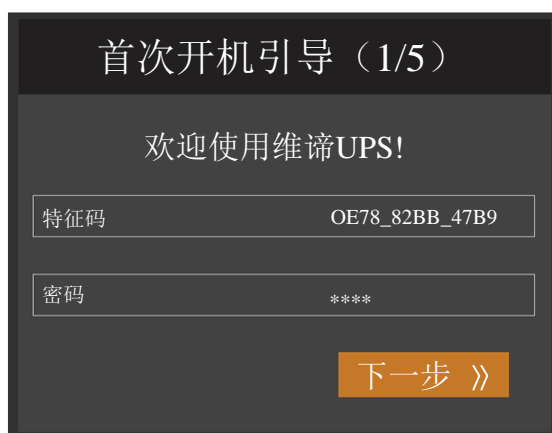 首次开机引导（1/5）
欢迎使用维谛UPS!
特征码 OE78_82BB_47B9
密码 ****
下一步 》